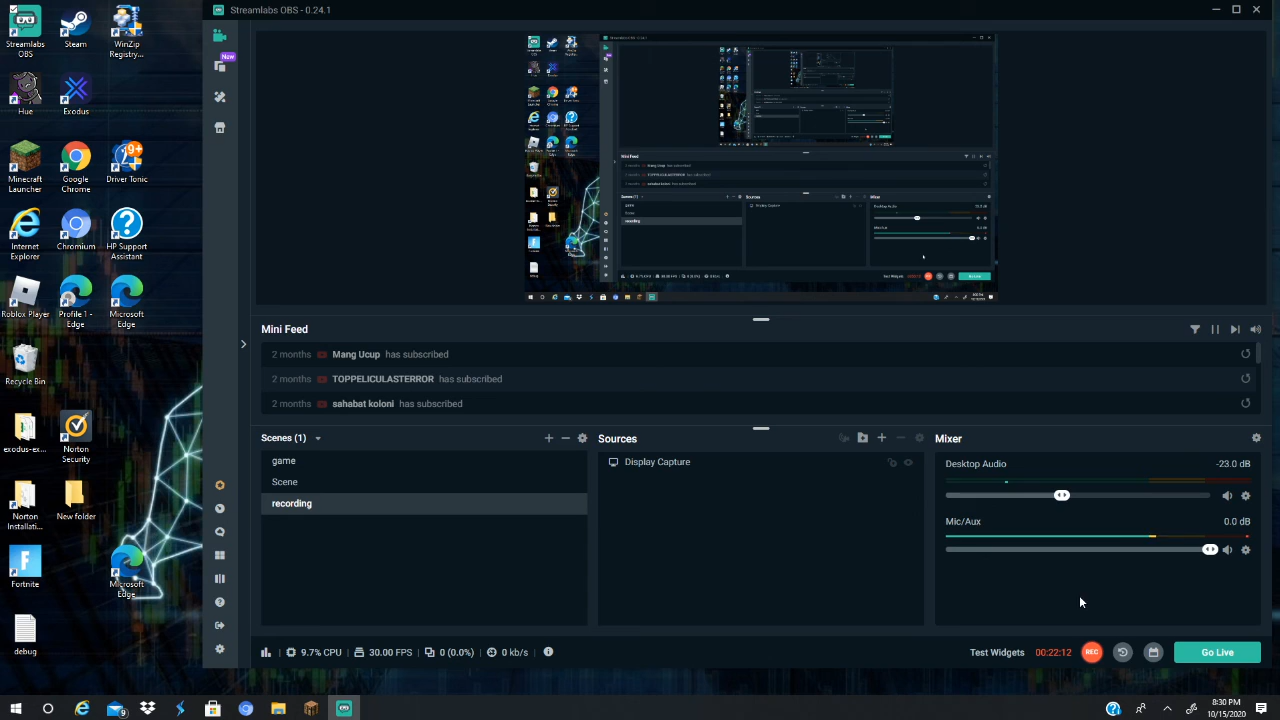 Streamlabs OBS - 0.24.1
Streamlabs
OBS
Steam
WinZip
Registry...
New
Hue
Exodus
Minecraft
Launcher
Google
Chrome
9+
Driver Tonic
Internet
Explorer
Chromium
HP Support
Assistant
Roblox Player
Profile 1 -
Edge
Microsoft
Edge
Recycle Bin
exodus-ex...
Norton
Security
Norton
Installati...
New folder
Fortnite
Microsoft
Edge
debug
Mini Feed
2 months Mang Ucup has subscribed
2 months TOPPELICULASTERROR has subscribed
2 months sahabat koloni has subscribed
Scenes (1)
game
Scene
recording
Sources
Display Capture
Mixer
Desktop Audio -23.0 dB
Mic/Aux 0.0 dB
9.7% CPU 30.00 FPS 0 (0.0%) 0 kb/s
Test Widgets 00:22:12 REC Go Live
8:30 PM
10/15/2020